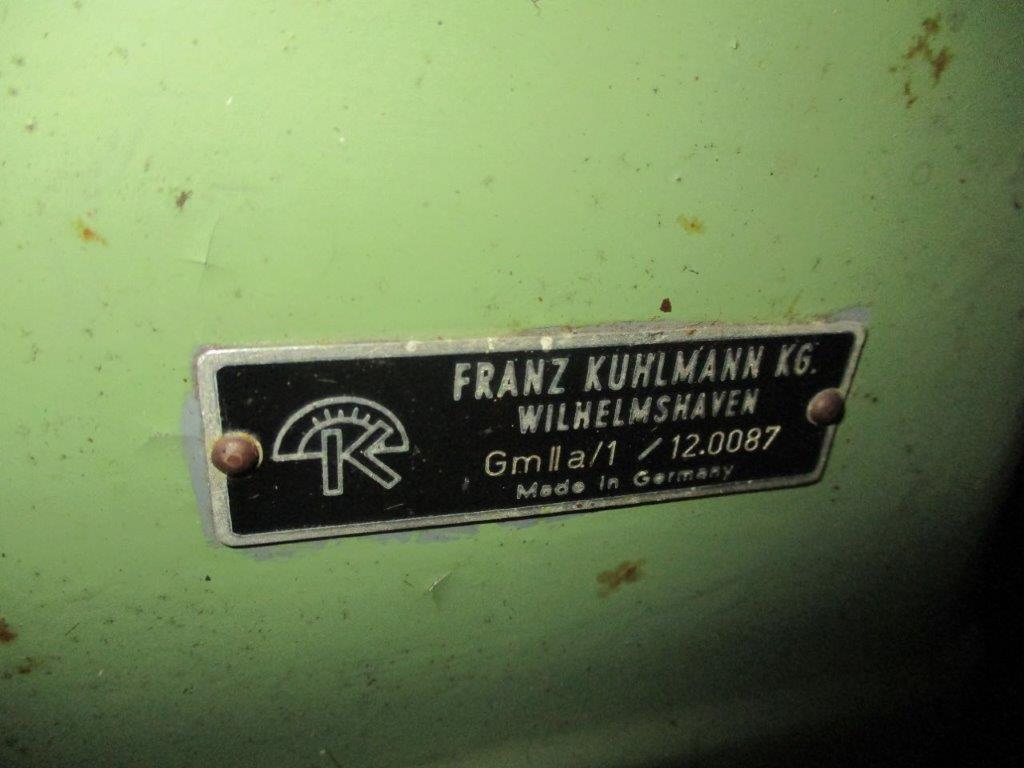 K
FRANZ KUHLMANN KG.
WILHELMSHAVEN
GmIIa/1 / 12.0087
Made in Germany